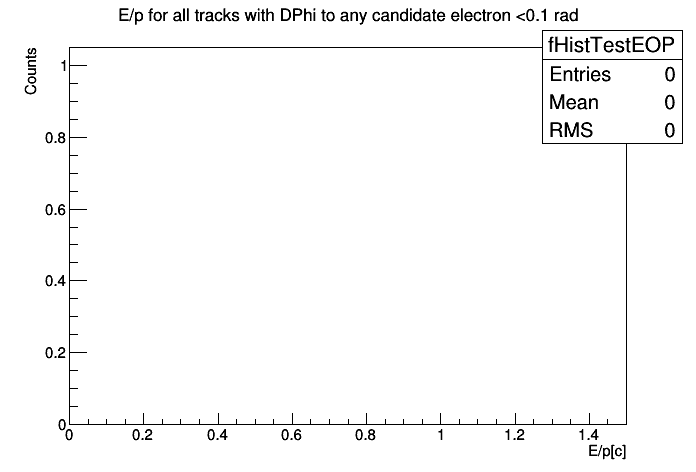 E/p for all tracks with DPhi to any candidate electron <0.1 rad
fHistTestEOP
Entries 0
Mean 0
RMS 0
Counts
1
0.8
0.6
0.4
0.2
0
0 0.2 0.4 0.6 0.8 1 1.2 1.4
E/p[c]